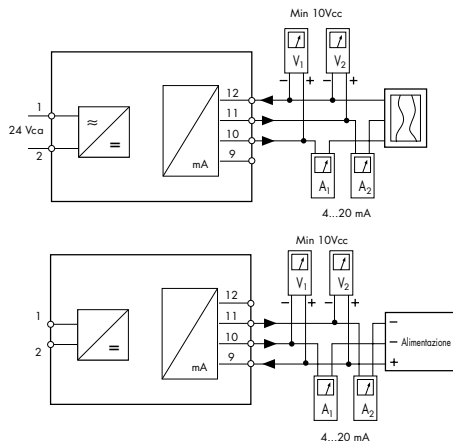 Min 10Vcc
V1 V2
− + − +
12
1
11
24 Vca
≈
10
=
2
9
mA
A1 A2
4...20 mA
Min 10Vcc
V1 V2
− + − +
12
1
11
−
10
− Alimentazione
2
=
9
+
mA
A1 A2
4...20 mA